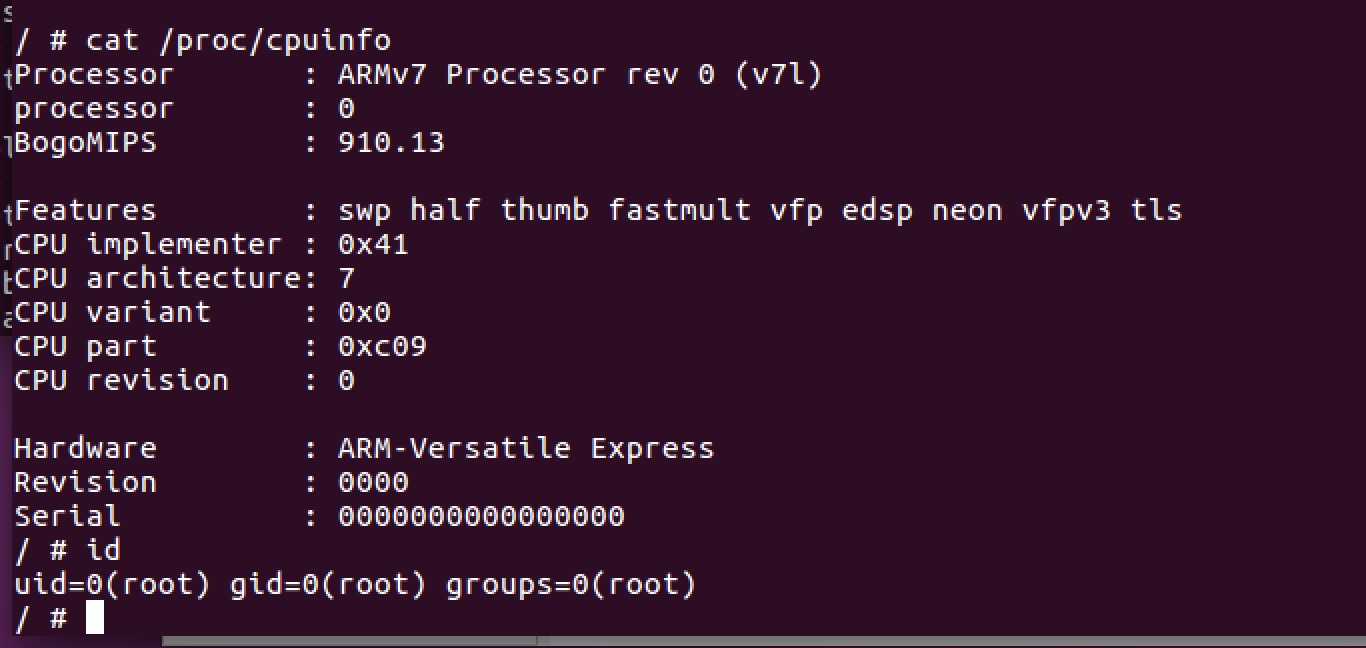 / # cat /proc/cpuinfo
Processor       : ARMv7 Processor rev 0 (v7l)
processor       : 0
BogoMIPS        : 910.13
Features        : swp half thumb fastmult vfp edsp neon vfpv3 tls
CPU implementer : 0x41
CPU architecture: 7
CPU variant     : 0x0
CPU part        : 0xc09
CPU revision    : 0
Hardware        : ARM-Versatile Express
Revision        : 0000
Serial          : 0000000000000000
/ # id
uid=0(root) gid=0(root) groups=0(root)
/ #